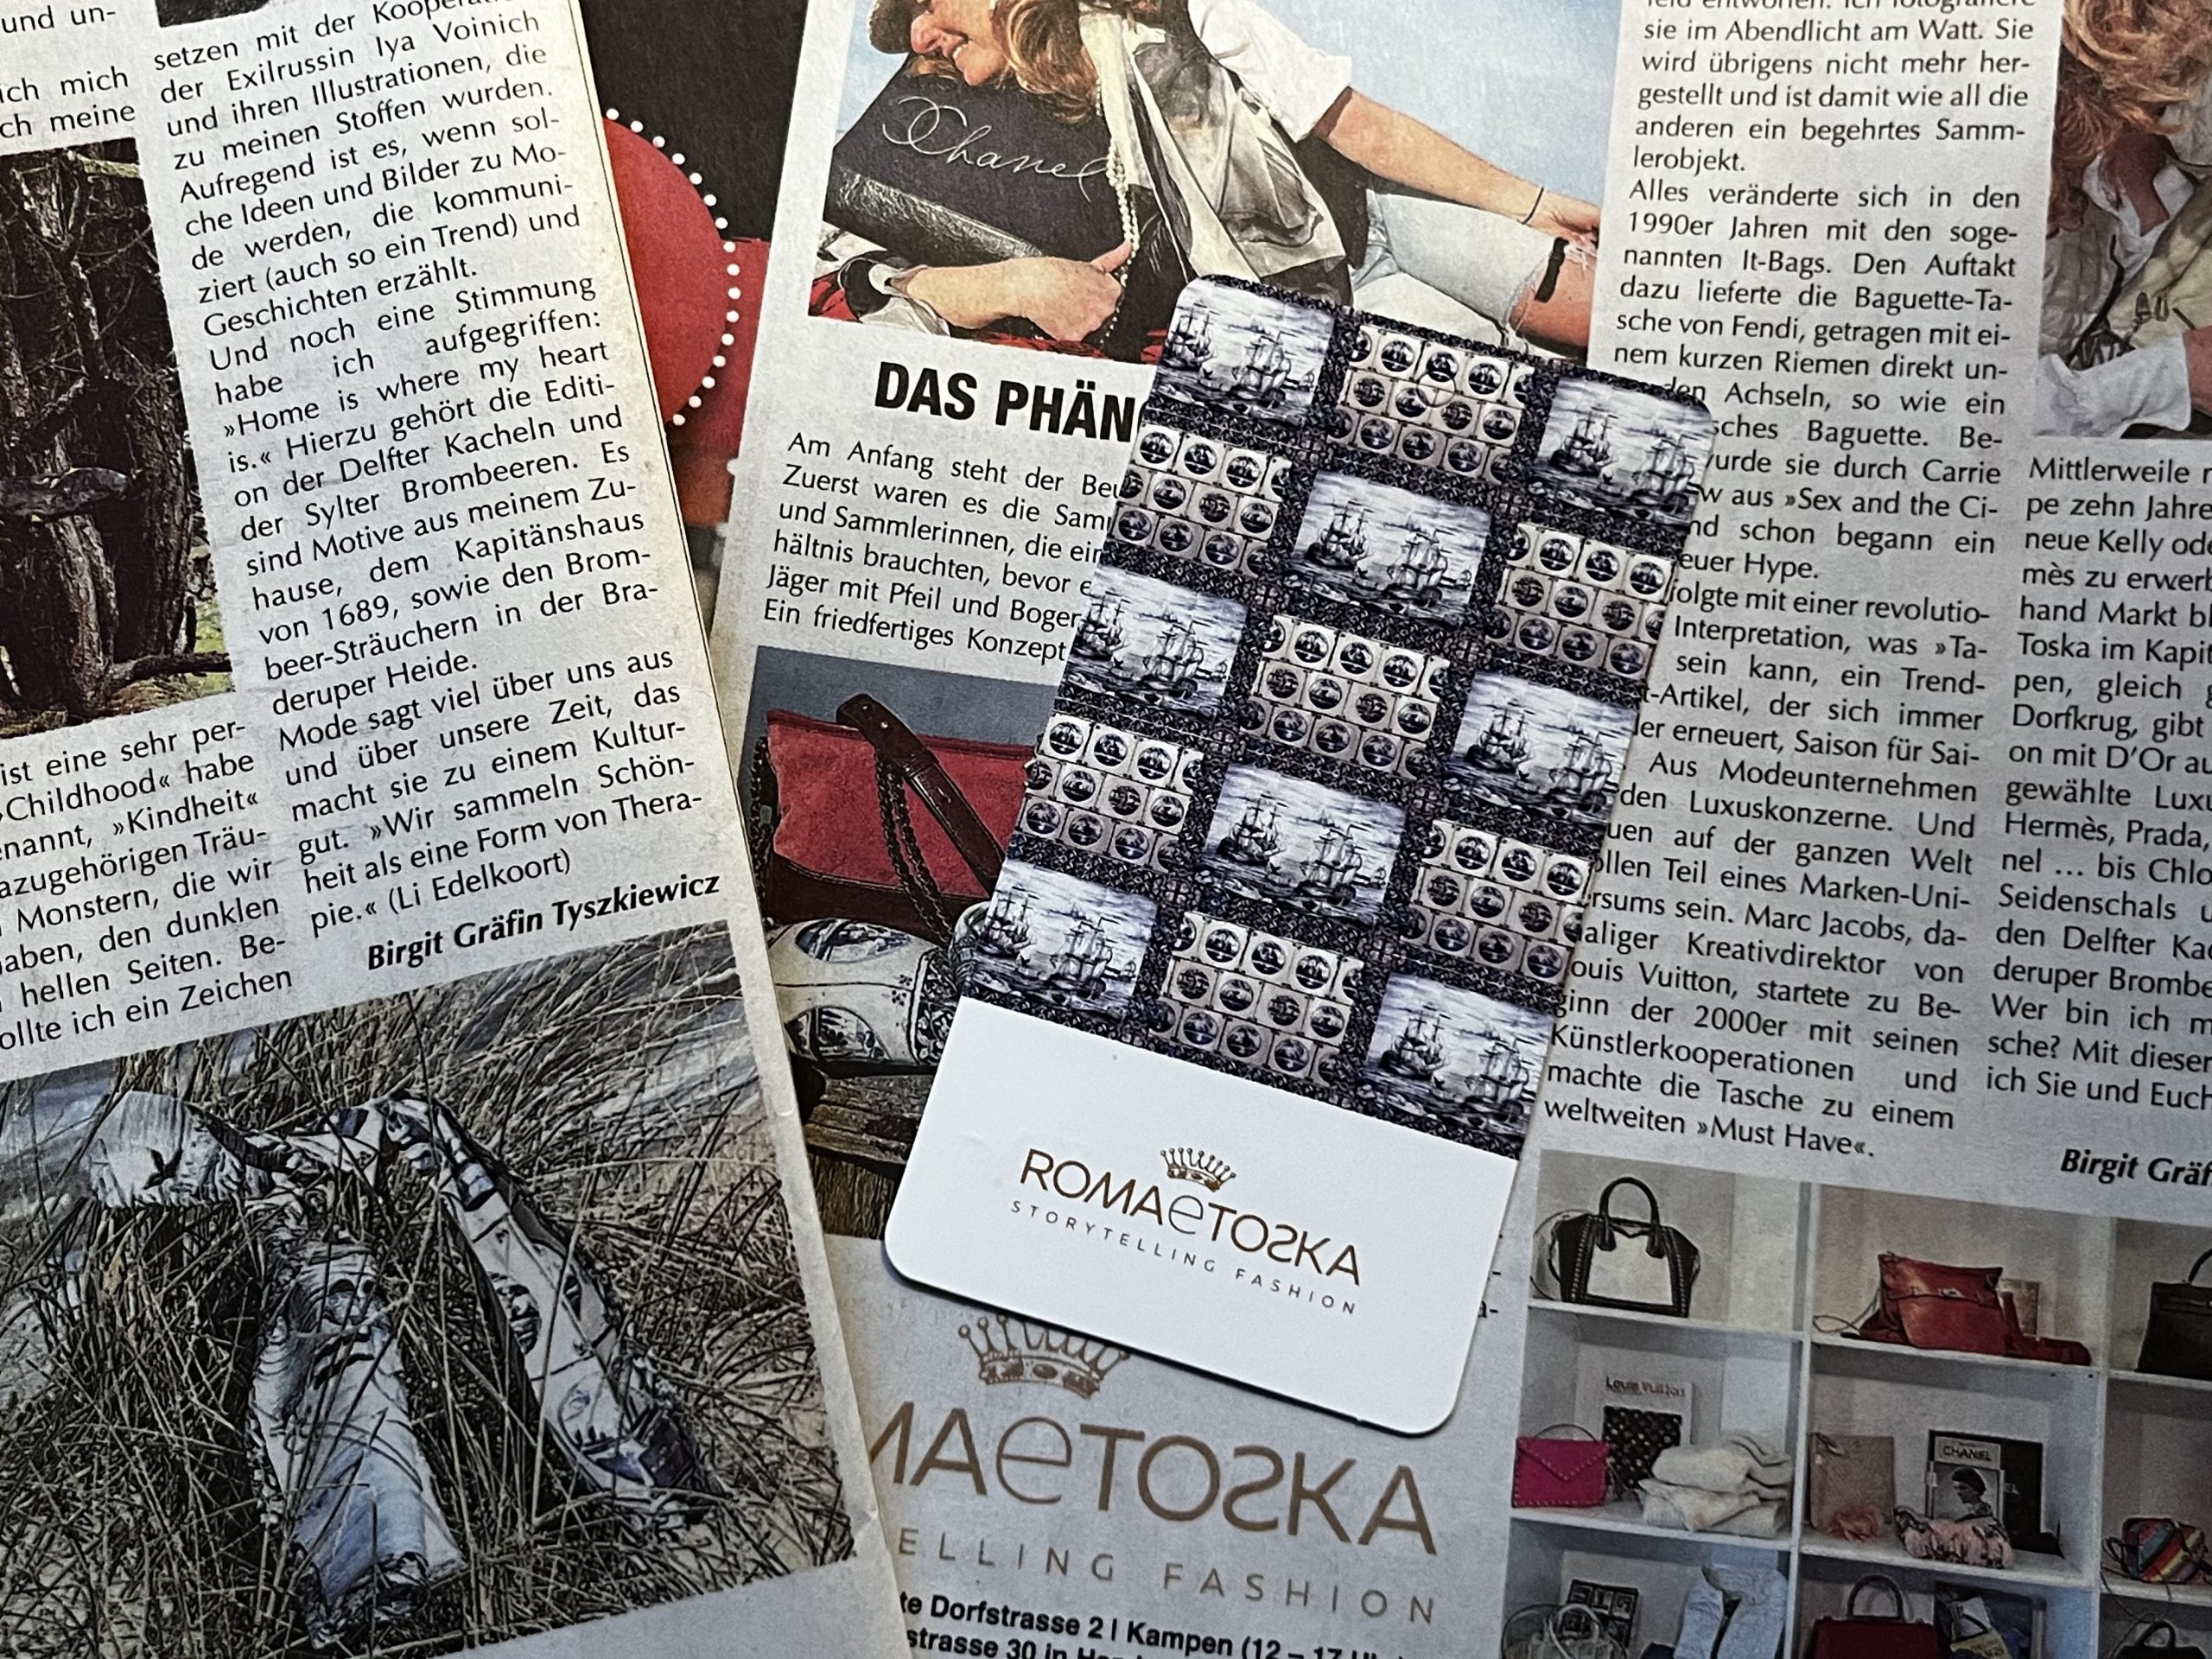 und un-
ich mich
ch meine
ist eine sehr per-
»Childhood« habe
enannt, »Kindheit«
azugehörigen Träu-
Monstern, die wir
haben, den dunklen
hellen Seiten. Be-
ollte ich ein Zeichen
setzen mit der
der Exilrussin Iya Voinich
und ihren Illustrationen, die
zu meinen Stoffen wurden.
Aufregend ist es, wenn sol-
che Ideen und Bilder zu Mo-
de werden, die kommuni-
ziert (auch so ein Trend) und
Geschichten erzählt.
Und noch eine Stimmung
habe ich aufgegriffen:
»Home is where my heart
is.« Hierzu gehört die Editi-
on der Delfter Kacheln und
der Sylter Brombeeren. Es
sind Motive aus meinem Zu-
hause, dem Kapitänshaus
von 1689, sowie den Brom-
beer-Sträuchern in der Bra-
deruper Heide.
Mode sagt viel über uns aus
und über unsere Zeit, das
macht sie zu einem Kultur-
gut. »Wir sammeln Schön-
heit als eine Form von Thera-
pie.« (Li Edelkoort)
Birgit Gräfin Tyszkiewicz
Chanel
DAS PHÄN
Am Anfang steht der Beu
Zuerst waren es die Sam
und Sammlerinnen, die ein
hältnis brauchten, bevor e
Jäger mit Pfeil und Bogen
Ein friedfertiges Konzept
ROMAeTOSKA
STORYTELLING FASHION
MAeTOSKA
ELLING FASHION
te Dorfstrasse 2 | Kampen (12 – 17
strasse 30 in
sie im Abendlicht am Watt. Sie
wird übrigens nicht mehr her-
gestellt und ist damit wie all die
anderen ein begehrtes Samm-
lerobjekt.
Alles veränderte sich in den
1990er Jahren mit den soge-
nannten It-Bags. Den Auftakt
dazu lieferte die Baguette-Ta-
sche von Fendi, getragen mit ei-
nem kurzen Riemen direkt un-
den Achseln, so wie ein
sches Baguette. Be-
wurde sie durch Carrie
w aus »Sex and the Ci-
nd schon begann ein
euer Hype.
folgte mit einer revolutio-
Interpretation, was »Ta-
sein kann, ein Trend-
t-Artikel, der sich immer
er erneuert, Saison für Sai-
Aus Modeunternehmen
den Luxuskonzerne. Und
uen auf der ganzen Welt
ollen Teil eines Marken-Uni-
ersums sein. Marc Jacobs, da-
aliger Kreativdirektor von
ouis Vuitton, startete zu Be-
ginn der 2000er mit seinen
Künstlerkooperationen und
machte die Tasche zu einem
weltweiten »Must Have«.
Mittlerweile
pe zehn Jahre
neue Kelly ode
mès zu erwerb
hand Markt bl
Toska im Kapit
pen, gleich
Dorfkrug, gibt
on mit D'Or au
gewählte Luxu
Hermès, Prada,
nel ... bis Chlo
Seidenschals
den Delfter Kac
deruper Brombe
Wer bin ich m
sche? Mit dieser
ich Sie und Euch
Birgit Gräf
Louis Vuitton
CHANEL